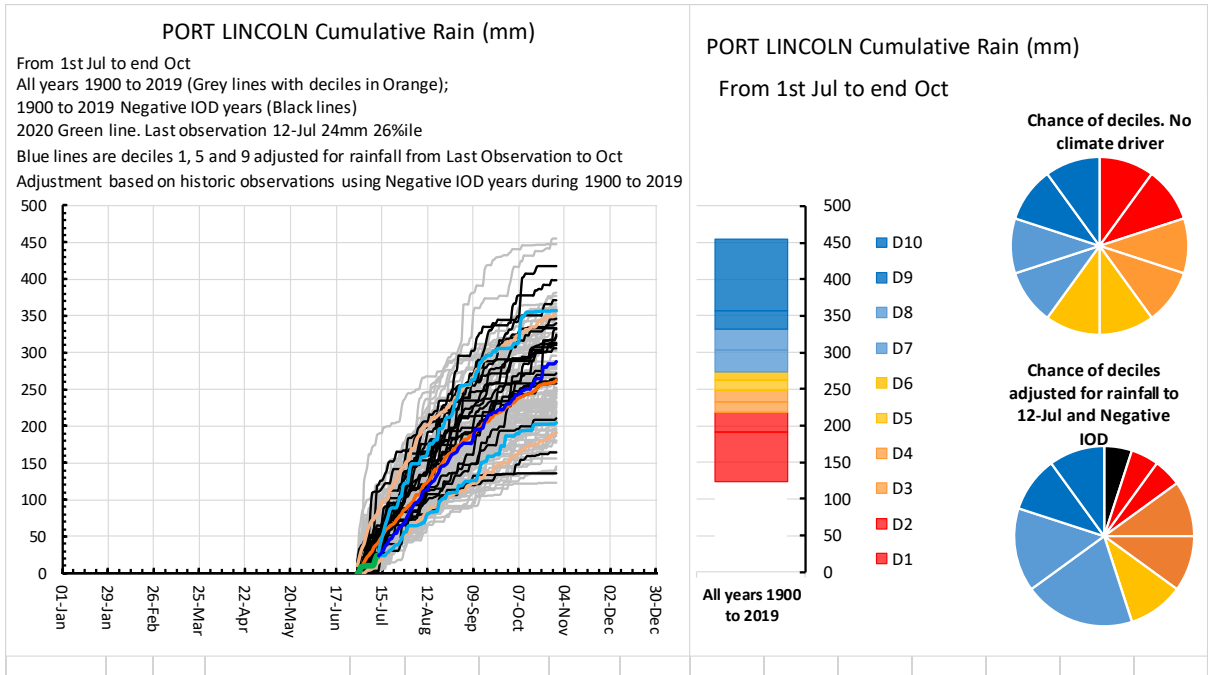 PORT LINCOLN Cumulative Rain (mm)
From 1st Jul to end Oct
All years 1900 to 2019 (Grey lines with deciles in Orange);
1900 to 2019 Negative IOD years (Black lines)
2020 Green line. Last observation 12-Jul 24mm 26%ile
Blue lines are deciles 1, 5 and 9 adjusted for rainfall from Last Observation to Oct
Adjustment based on historic observations using Negative IOD years during 1900 to 2019
500
450
400
350
300
250
200
150
100
50
0
01-Jan
29-Jan
26-Feb
25-Mar
22-Apr
20-May
17-Jun
15-Jul
12-Aug
09-Sep
07-Oct
04-Nov
02-Dec
30-Dec
PORT LINCOLN Cumulative Rain (mm)
From 1st Jul to end Oct
500
450
400
350
300
250
200
150
100
50
0
All years 1900
to 2019
D10
D9
D8
D7
D6
D5
D4
D3
D2
D1
Chance of deciles. No
climate driver
Chance of deciles
adjusted for rainfall to
12-Jul and Negative
IOD